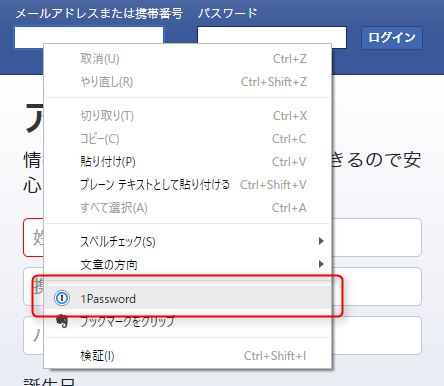 メールアドレスまたは携帯番号 パスワード
ログイン
取消(U) Ctrl+Z
やり直し(R) Ctrl+Shift+Z
切り取り(T) Ctrl+X
コピー(C) Ctrl+C
貼り付け(P) Ctrl+V
プレーン テキストとして貼り付ける Ctrl+Shift+V
すべて選択(A) Ctrl+A
スペルチェック(S)
文章の方向
1Password
ブックマークをクリップ
検証(I) Ctrl+Shift+I
ア
情 きるので安
心
姓
携
パ
誕生日